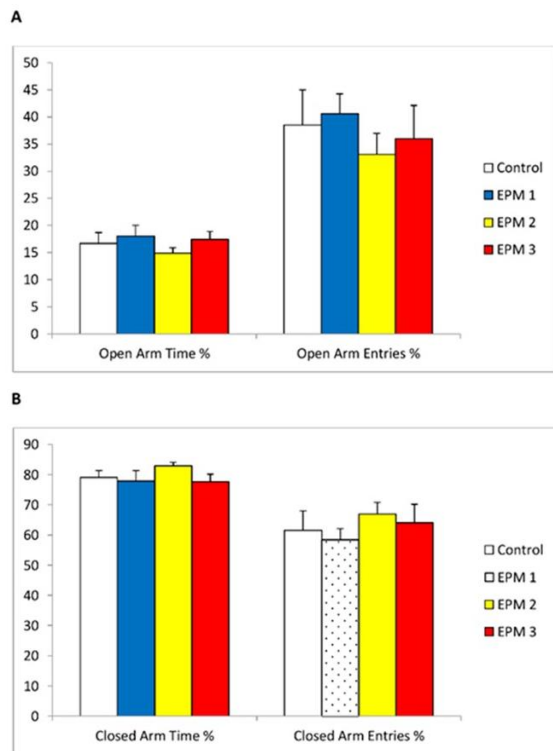 A
50
45
40
35
30
25
20
15
10
5
0
Open Arm Time %
Open Arm Entries %
Control
EPM 1
EPM 2
EPM 3
B
90
80
70
60
50
40
30
20
10
0
Closed Arm Time %
Closed Arm Entries %
Control
EPM 1
EPM 2
EPM 3